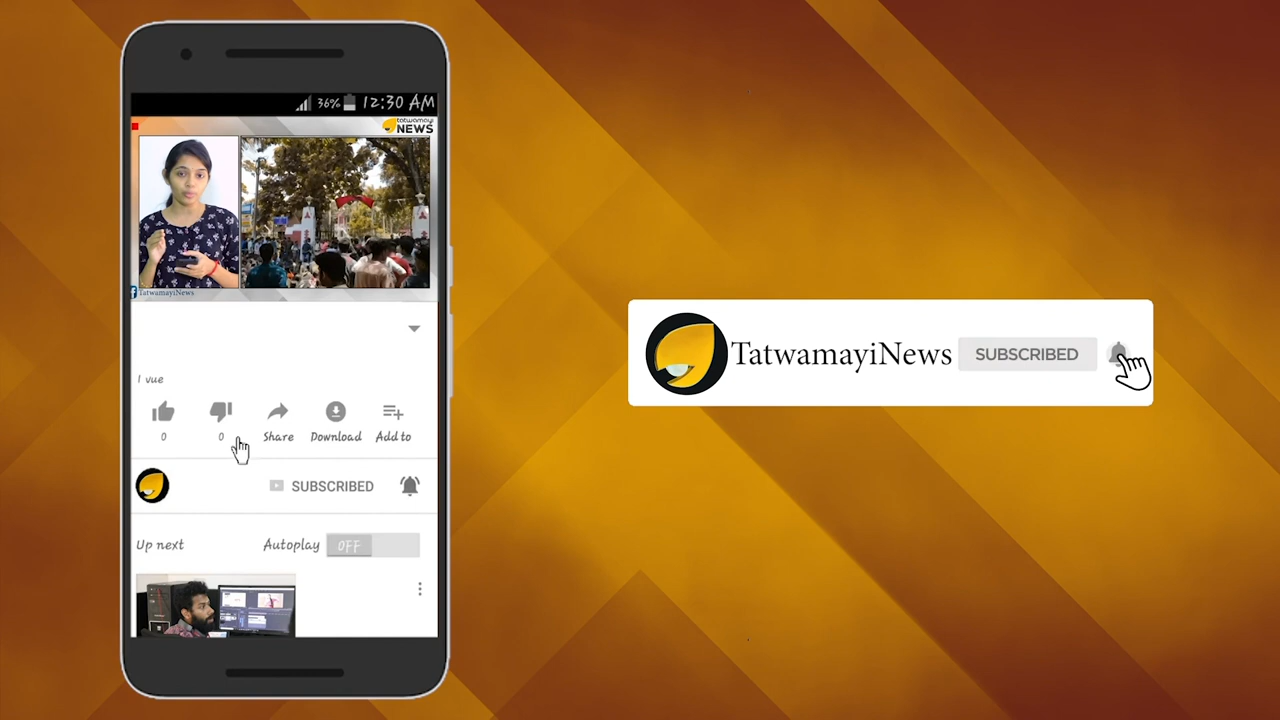 36% 12:30 AM
tatwamayi
NEWS
TatwamayiNews
1 vue
0 0 Share Download Add to
SUBSCRIBED
Up next Autoplay OFF
TatwamayiNews SUBSCRIBED